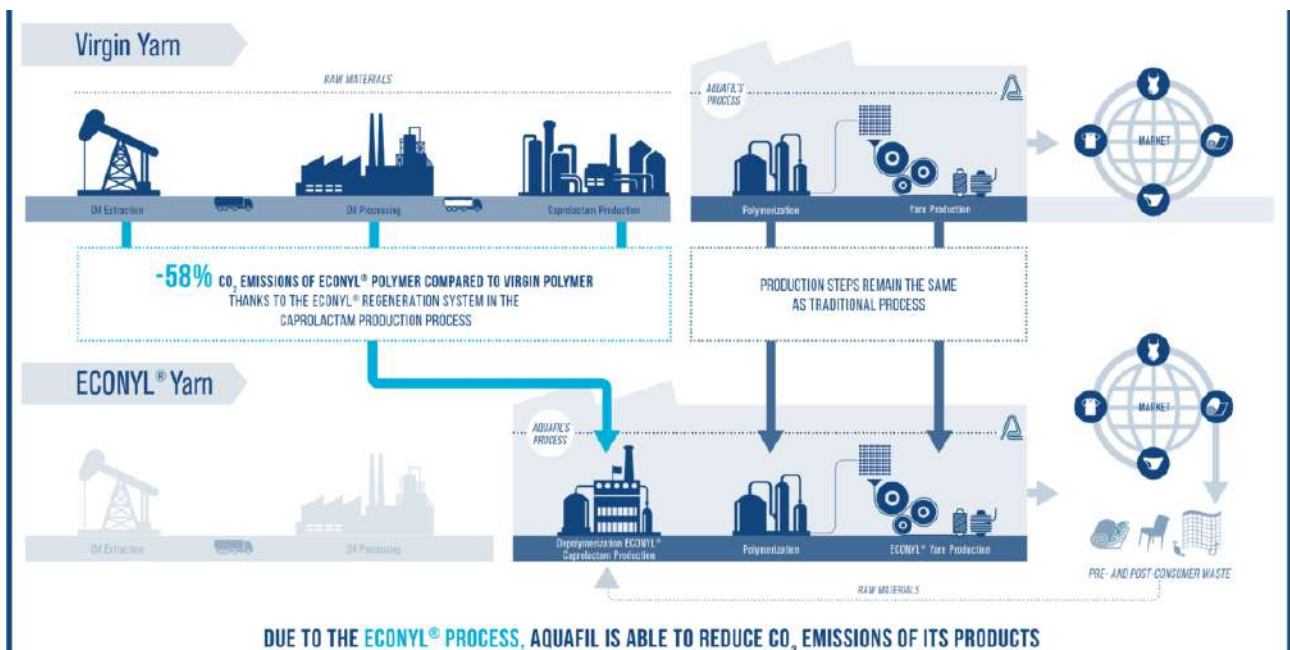 Virgin Yarn
RAW MATERIALS
AQUAFIL'S
PROCESS
MARKET
Oil Extraction
Oil Processing
Caprolactam Production
Polymerization
Yarn Production
-58% CO₂ EMISSIONS OF ECONYL® POLYMER COMPARED TO VIRGIN POLYMER
THANKS TO THE ECONYL® REGENERATION SYSTEM IN THE
CAPROLACTAM PRODUCTION PROCESS
PRODUCTION STEPS REMAIN THE SAME
AS TRADITIONAL PROCESS
ECONYL® Yarn
AQUAFIL'S
PROCESS
MARKET
Oil Extraction
Oil Processing
Depolymerization ECONYL®
Caprolactam Production
Polymerization
ECONYL® Yarn Production
PRE- AND POST-CONSUMER WASTE
RAW MATERIALS
DUE TO THE ECONYL® PROCESS, AQUAFIL IS ABLE TO REDUCE CO₂ EMISSIONS OF ITS PRODUCTS